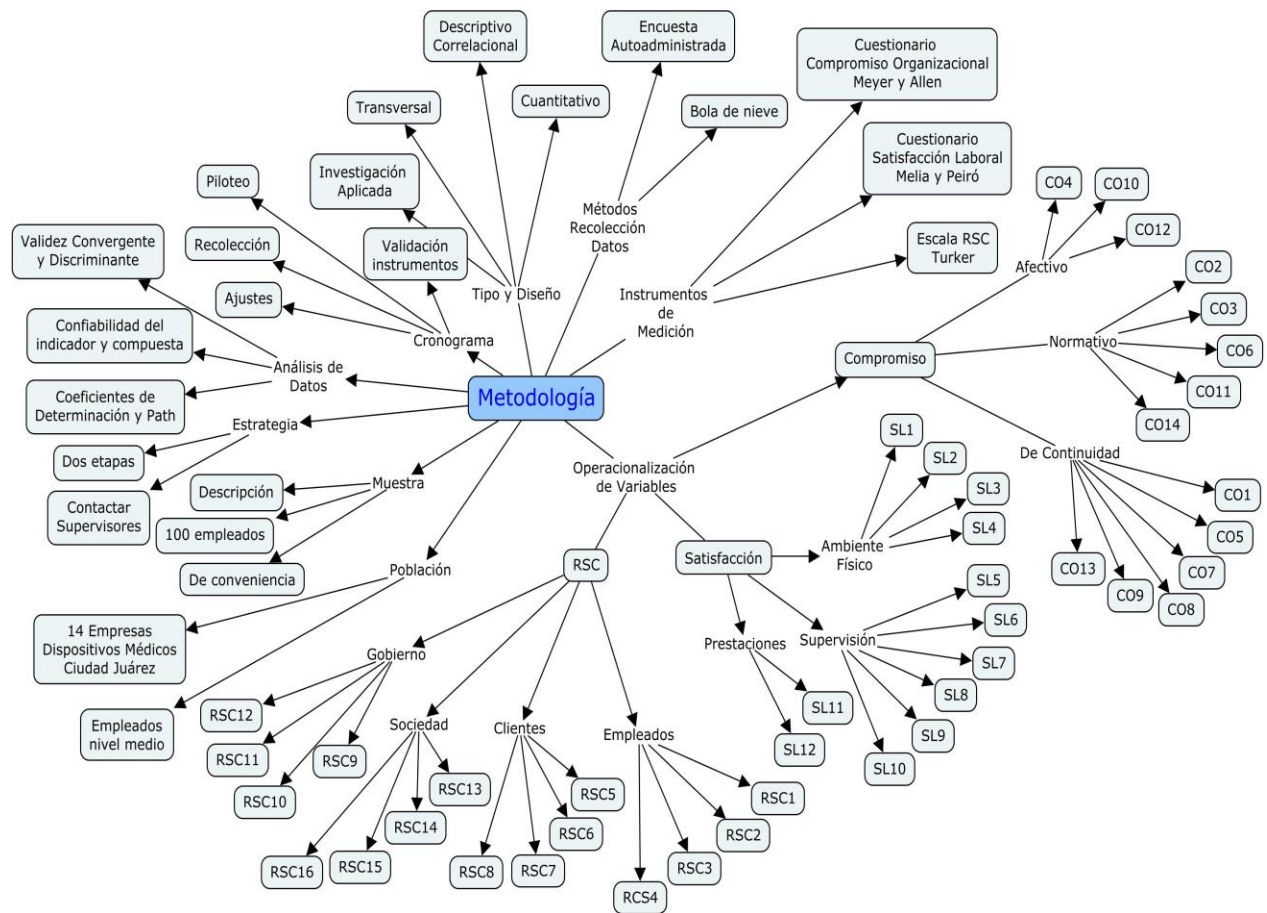 Descriptivo
Correlacional
Encuesta
Autoadministrada
Cuestionario
Compromiso Organizacional
Meyer y Allen
Transversal
Cuantitativo
Bola de nieve
Cuestionario
Satisfacción Laboral
Melia y Peiró
Piloteo
Investigación
Aplicada
Métodos
Recolección
Datos
CO4
CO10
CO12
Validez Convergente
y Discriminante
Recolección
Validación
instrumentos
Escala RSC
Turker
Afectivo
CO2
Ajustes
Tipo y Diseño
Instrumentos
de
Medición
CO3
Confiabilidad del
indicador y compuesta
Cronograma
Compromiso
Normativo
CO6
Análisis de
Datos
CO11
Metodología
Coeficientes de
Determinación y Path
Estrategia
CO14
SL1
Dos etapas
De Continuidad
SL2
Operacionalización
de Variables
Muestra
Descripción
SL3
CO1
Contactar
Supervisores
100 empleados
SL4
CO5
De conveniencia
Población
RSC
Satisfacción
Ambiente
Físico
CO13
CO7
CO9
CO8
SL5
14 Empresas
Dispositivos Médicos
Ciudad Juárez
Gobierno
Prestaciones
Supervisión
SL6
SL7
SL8
Empleados
nivel medio
RSC12
SL11
Sociedad
Clientes
Empleados
SL9
RSC11
RSC9
SL12
SL10
RSC10
RSC13
RSC5
RSC1
RSC14
RSC6
RSC2
RSC16
RSC15
RSC8
RSC7
RSC3
RCS4